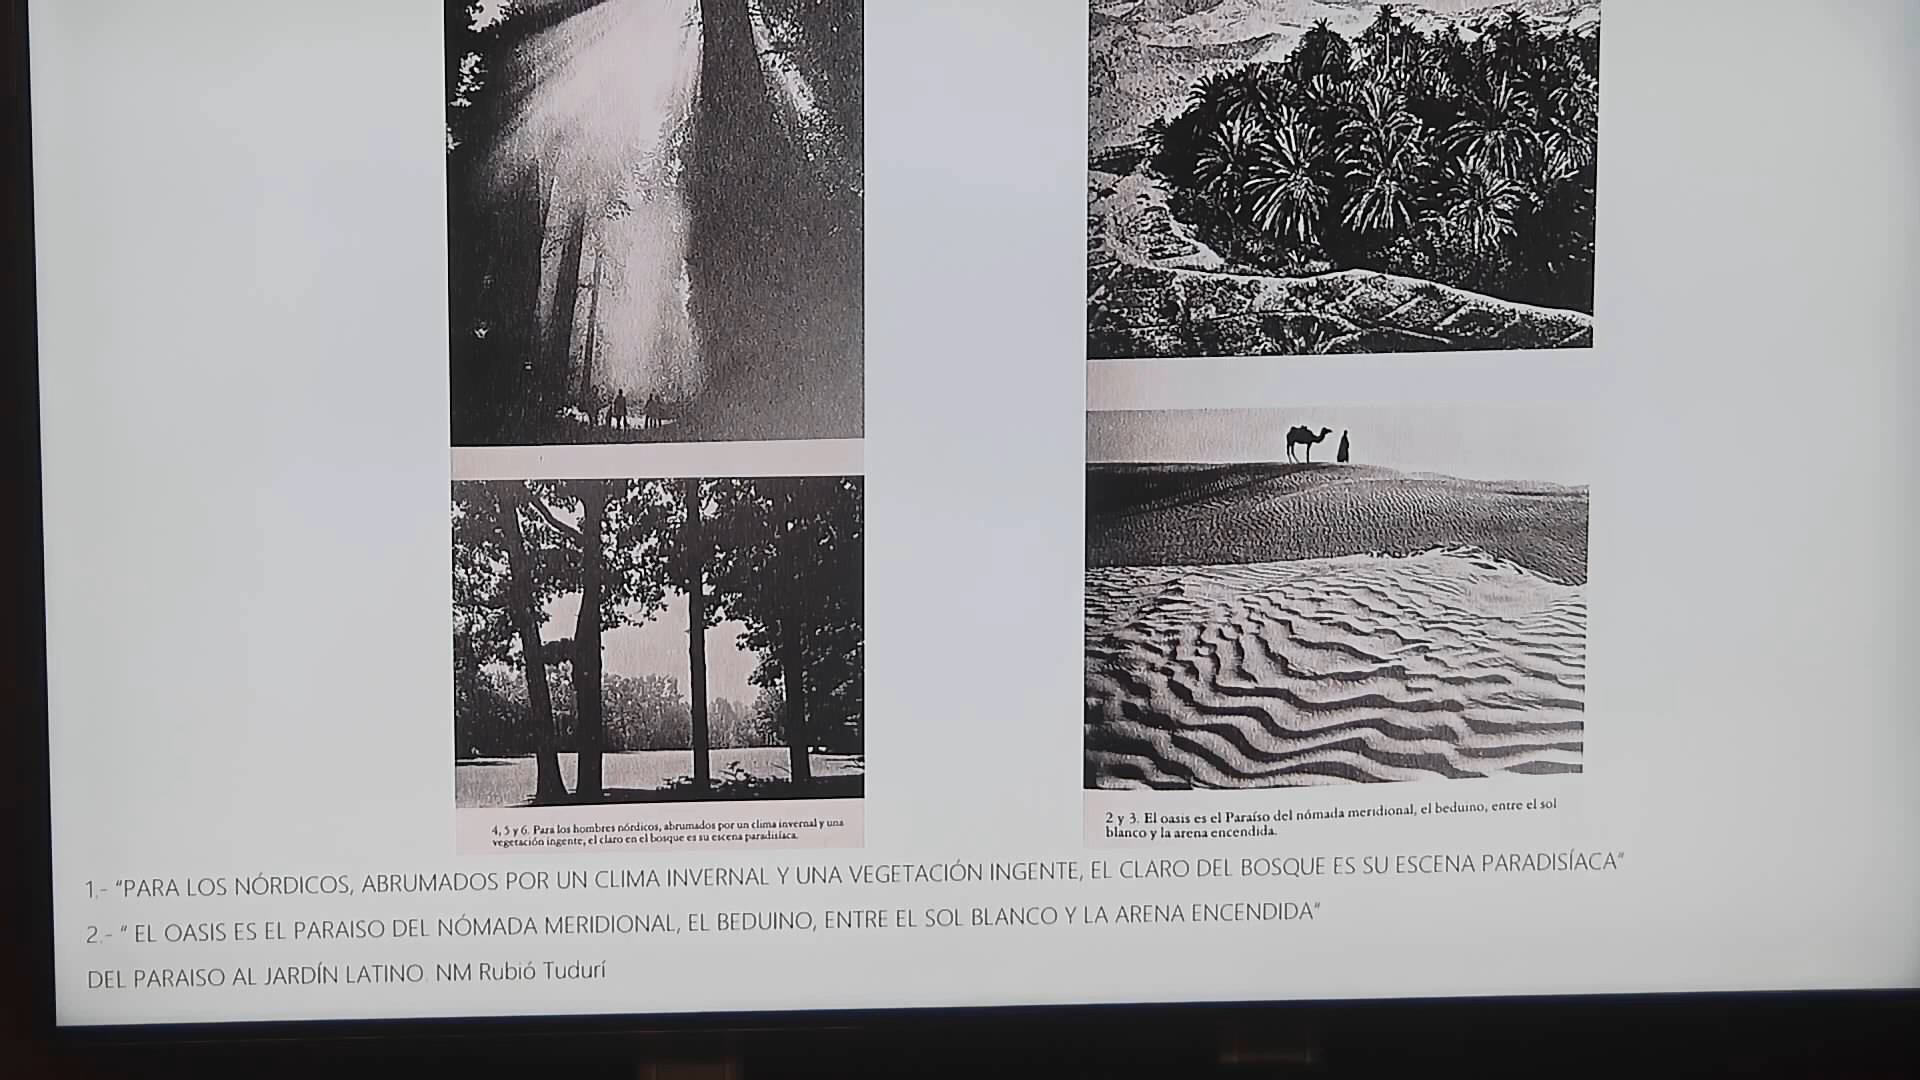 4, 5 y 6. Para los hombres nórdicos, abrumados por un clima invernal y una
vegetación ingente, el claro en el bosque es su escena paradisíaca.
2 y 3. El oasis es el Paraíso del nómada meridional, el beduino, entre el sol
blanco y la arena encendida.
1.- “PARA LOS NÓRDICOS, ABRUMADOS POR UN CLIMA INVERNAL Y UNA VEGETACIÓN INGENTE, EL CLARO DEL BOSQUE ES SU ESCENA PARADISÍACA”
2.- “ EL OASIS ES EL PARAISO DEL NÓMADA MERIDIONAL, EL BEDUINO, ENTRE EL SOL BLANCO Y LA ARENA ENCENDIDA”
DEL PARAISO AL JARDÍN LATINO. NM Rubió Tudurí